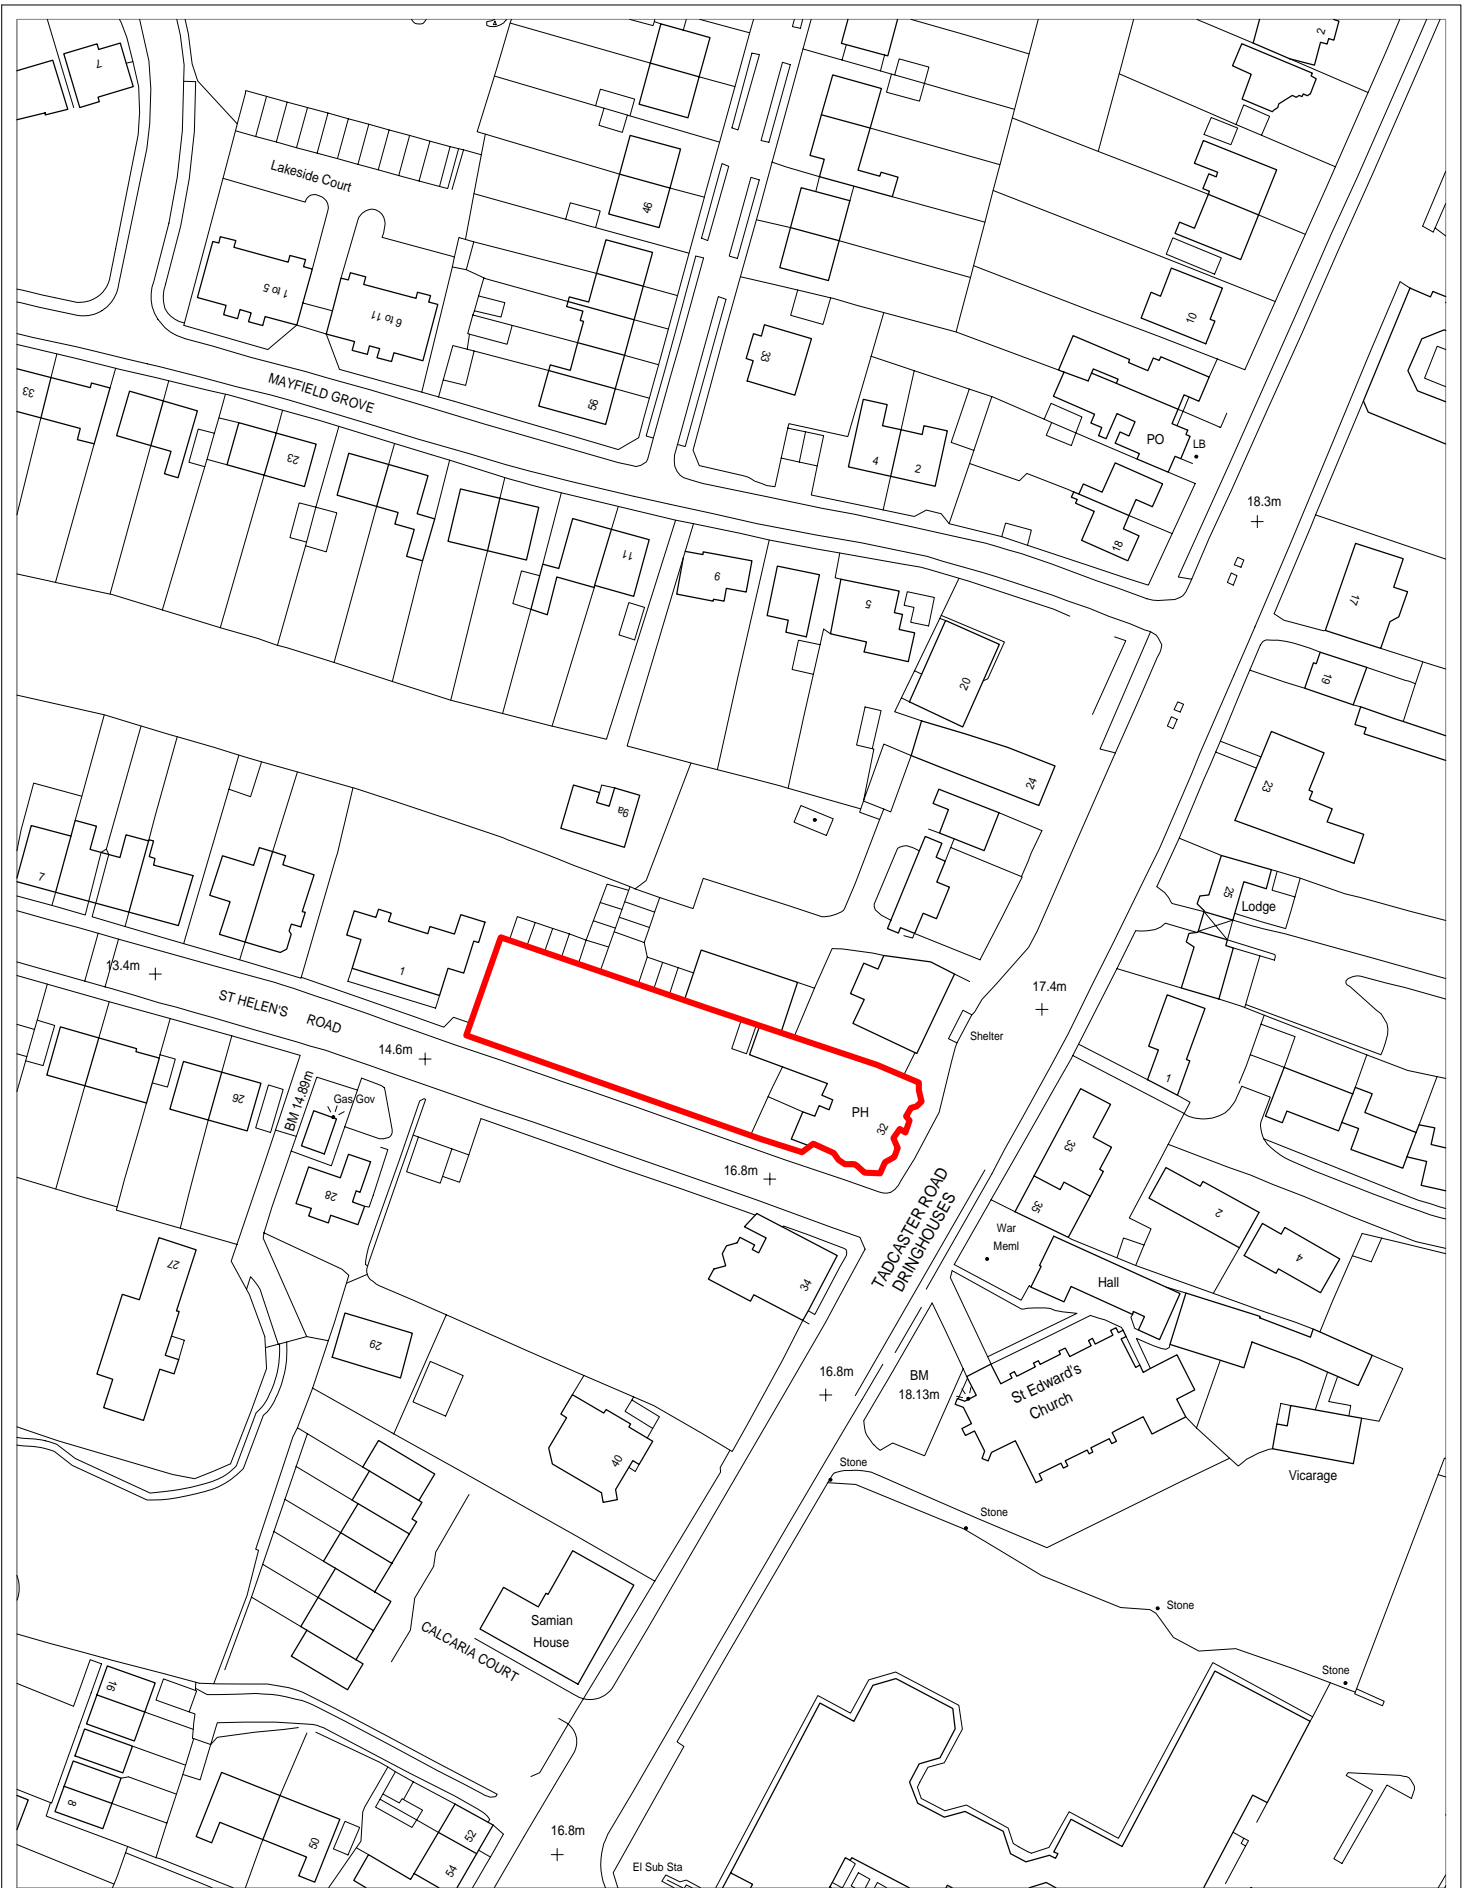 2
7
Lakeside Court
46
1 to 5
6 to 11
10
33
33
MAYFIELD GROVE
56
23
4
2
PO
LB
18.3m
18
11
9
5
17
20
19
24
23
9a
7
25
Lodge
1
13.4m
ST HELEN'S ROAD
17.4m
Shelter
14.6m
1
26
BM 14.89m
Gas Gov
PH
32
33
16.8m
28
TADCASTER ROAD
DRINGHOUSES
35
2
War
Meml
4
27
34
Hall
29
16.8m
BM
18.13m
St Edward's
Church
40
Stone
Vicarage
Stone
Stone
Samian
House
CALCARIA COURT
Stone
16
8
50
52
54
16.8m
El Sub Sta